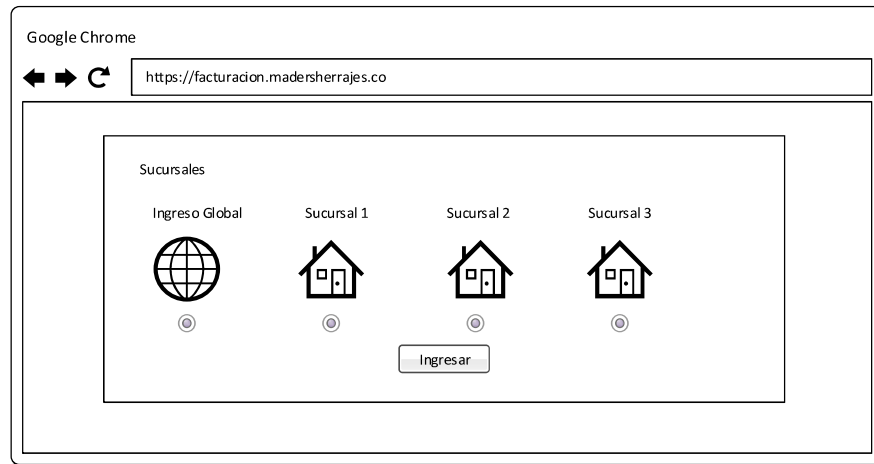 Google Chrome
https://facturacion.madersherrajes.co
Sucursales
Ingreso Global Sucursal 1 Sucursal 2 Sucursal 3
Ingresar